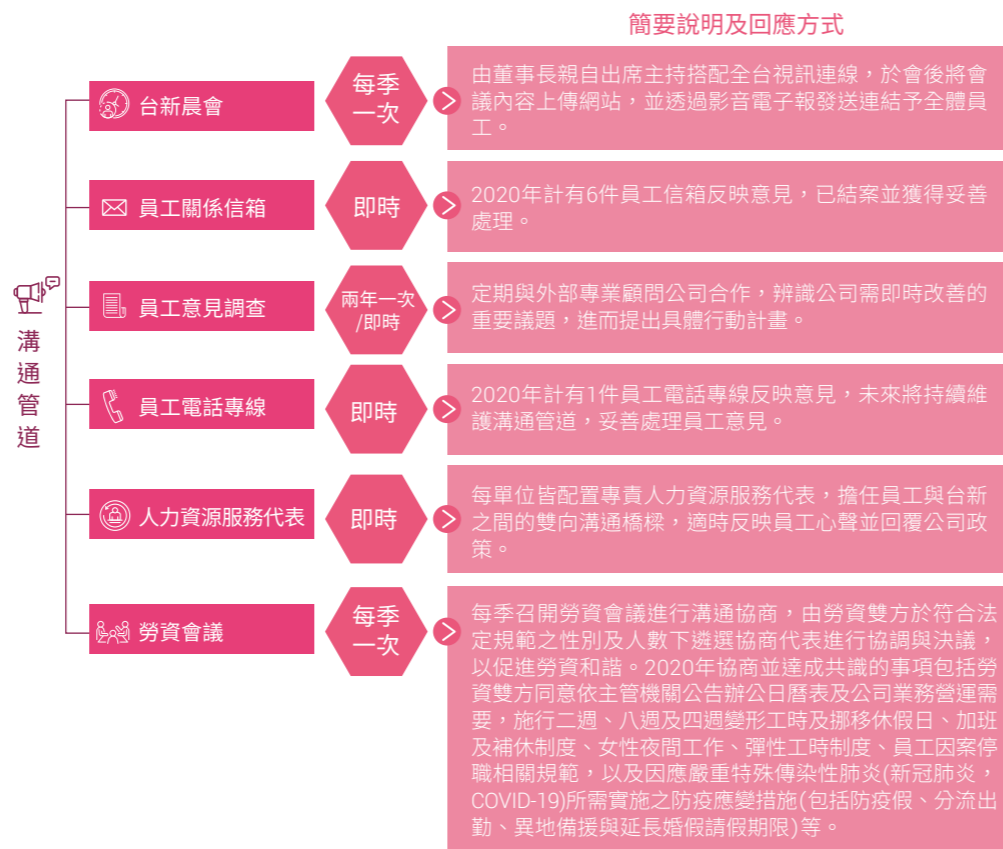 簡要說明及回應方式
溝通管道
台新晨會
每季
一次
由董事長親自出席主持搭配全台視訊連線，於會後將會
議內容上傳網站，並透過影音電子報發送連結予全體員
工。
員工關係信箱
即時
2020年計有6件員工信箱反映意見，已結案並獲得妥善
處理。
員工意見調查
兩年一次
/即時
定期與外部專業顧問公司合作，辨識公司需即時改善的
重要議題，進而提出具體行動計畫。
員工電話專線
即時
2020年計有1件員工電話專線反映意見，未來將持續維
護溝通管道，妥善處理員工意見。
人力資源服務代表
即時
每單位皆配置專責人力資源服務代表，擔任員工與台新
之間的雙向溝通橋樑，適時反映員工心聲並回覆公司政
策。
勞資會議
每季
一次
每季召開勞資會議進行溝通協商，由勞資雙方於符合法
定規範之性別及人數下遴選協商代表進行協調與決議，
以促進勞資和諧。2020年協商並達成共識的事項包括勞
資雙方同意依主管機關公告辦公日曆表及公司業務營運需
要，施行二週、八週及四週變形工時及挪移休假日、加班
及補休制度、女性夜間工作、彈性工時制度、員工因案停
職相關規範，以及因應嚴重特殊傳染性肺炎(新冠肺炎，
COVID-19)所需實施之防疫應變措施(包括防疫假、分流出
勤、異地備援與延長婚假請假期限)等。